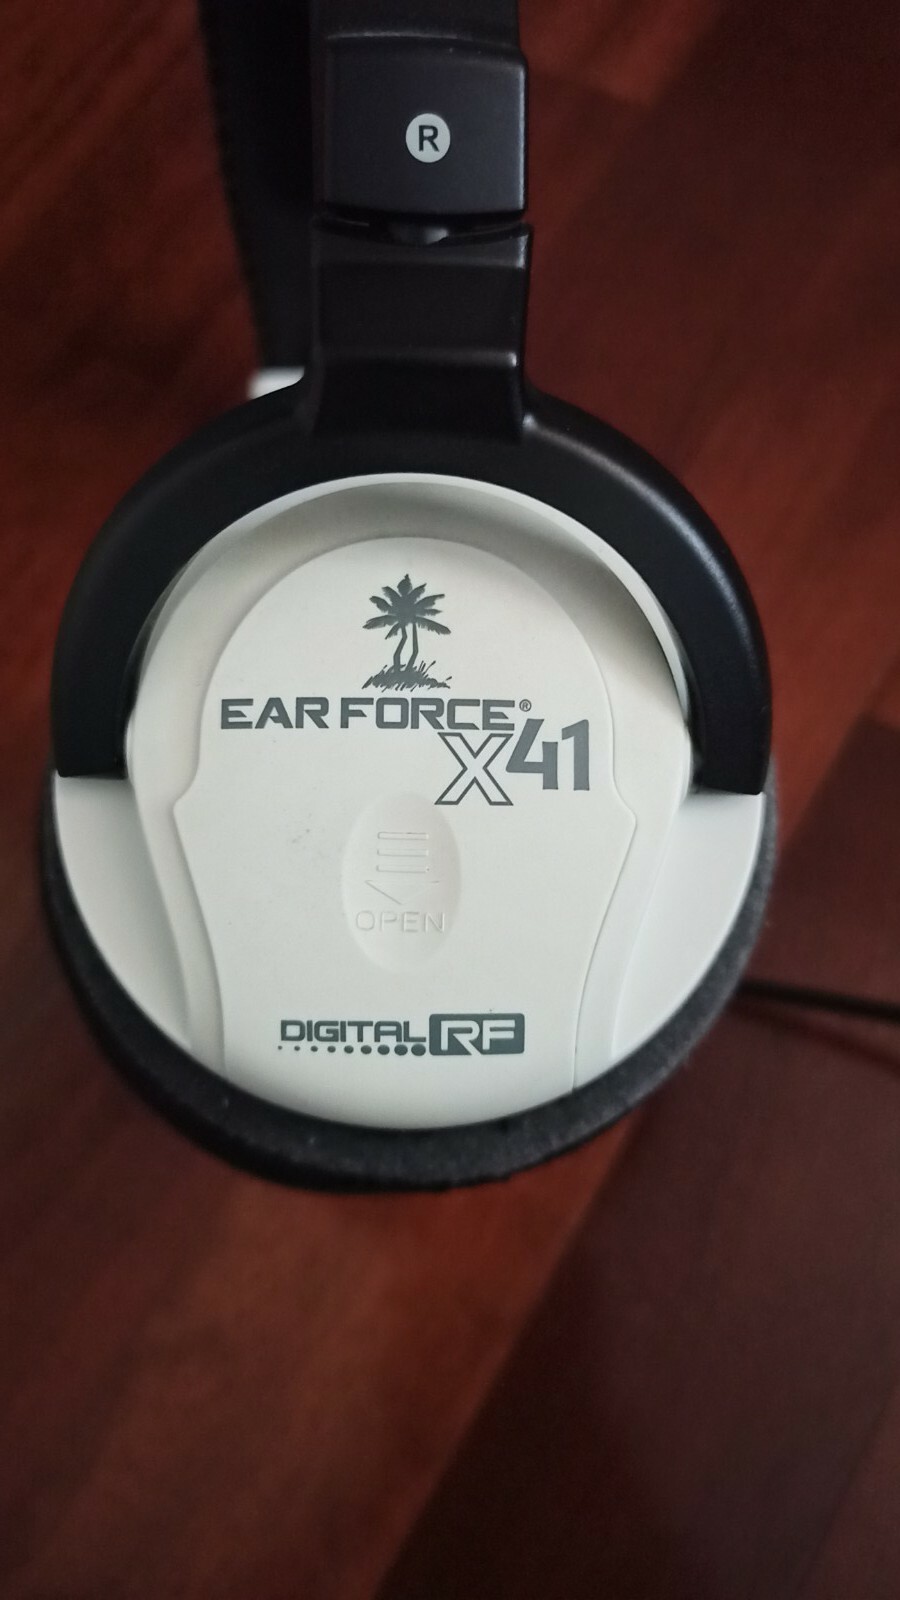 R
EAR FORCE®
X41
OPEN
DIGITAL RF